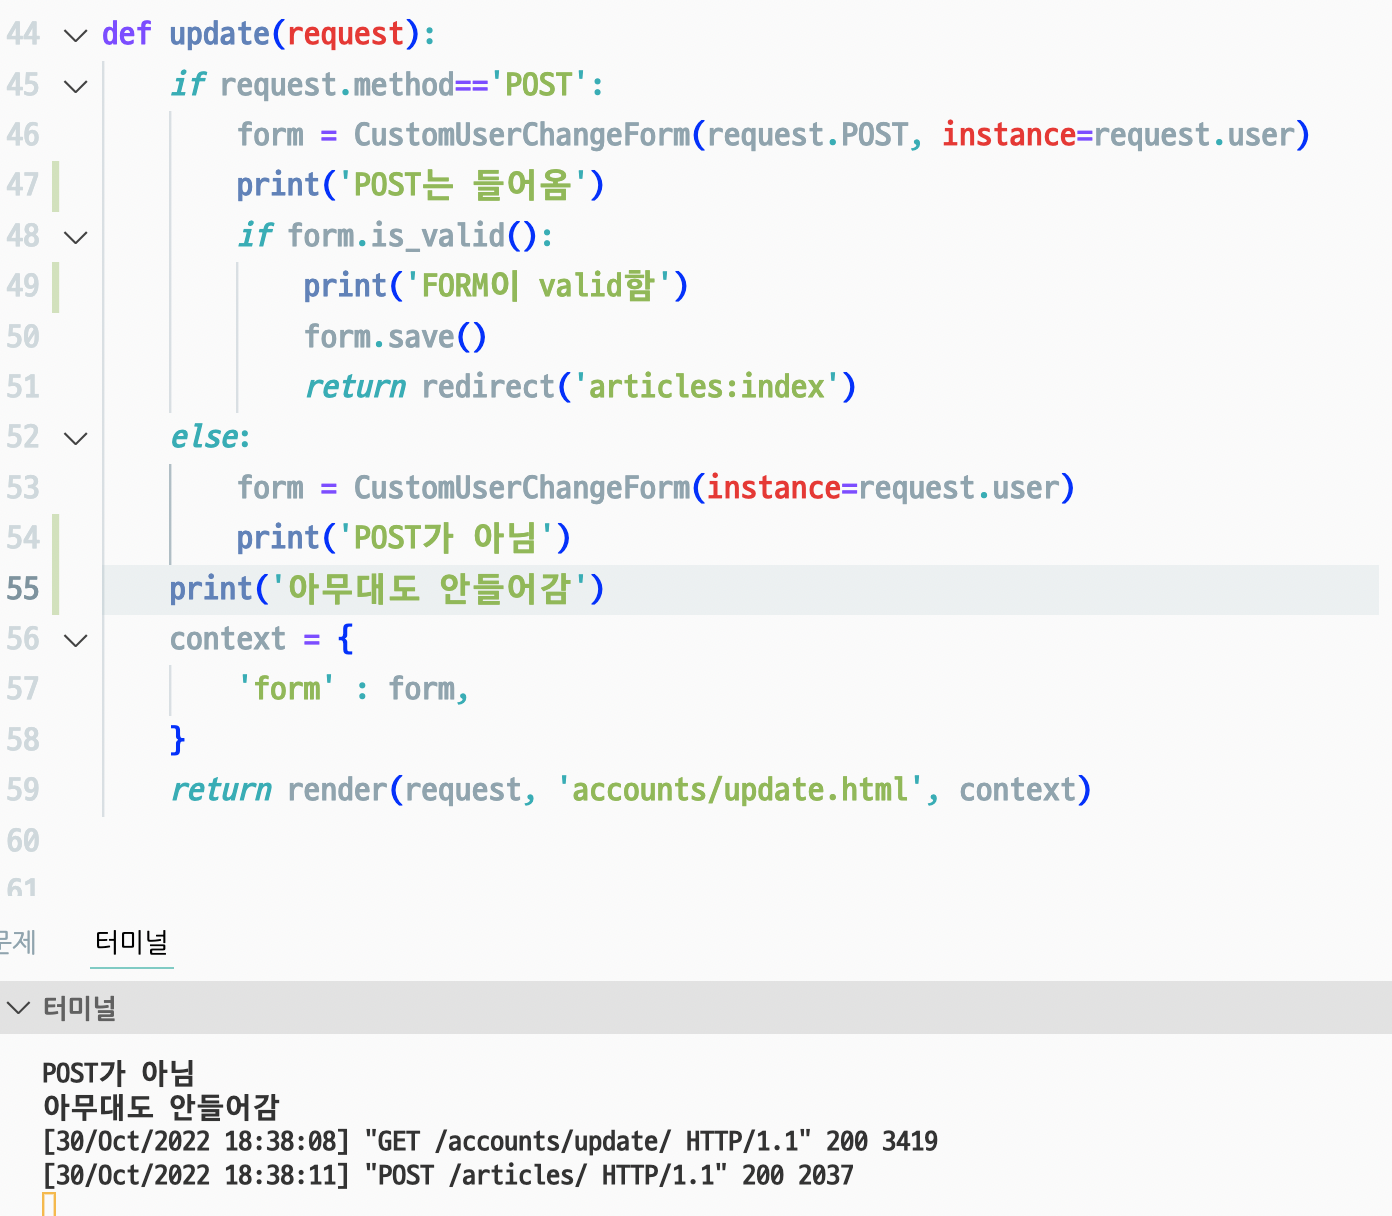 44 def update(request):
45 if request.method=='POST':
46 form = CustomUserChangeForm(request.POST, instance=request.user)
47 print('POST는 들어옴')
48 if form.is_valid():
49 print('FORM이 valid함')
50 form.save()
51 return redirect('articles:index')
52 else:
53 form = CustomUserChangeForm(instance=request.user)
54 print('POST가 아님')
55 print('아무대도 안들어감')
56 context = {
57 'form' : form,
58 }
59 return render(request, 'accounts/update.html', context)
60
61
문제 터미널
터미널
POST가 아님
아무대도 안들어감
[30/Oct/2022 18:38:08] "GET /accounts/update/ HTTP/1.1" 200 3419
[30/Oct/2022 18:38:11] "POST /articles/ HTTP/1.1" 200 2037